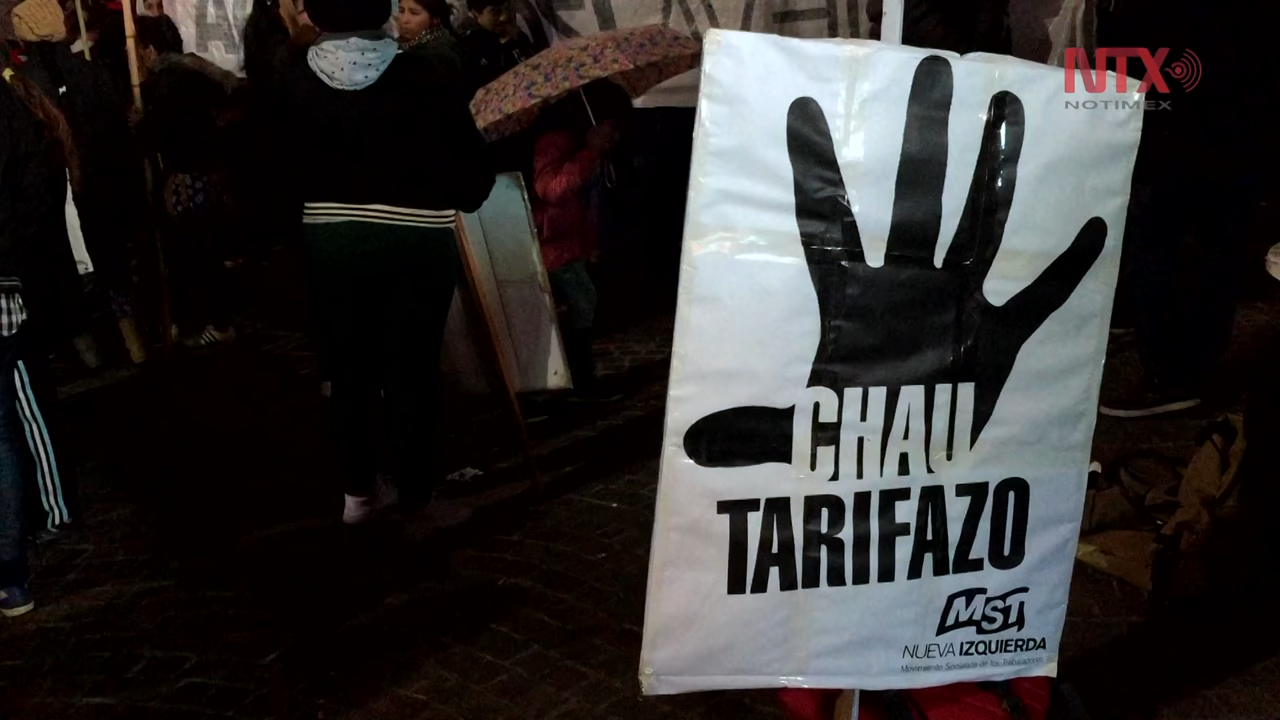 NTX
NOTIMEX
CHAU
TARIFAZO
MST
NUEVA IZQUIERDA
Movimiento Socialista de los Trabajadores